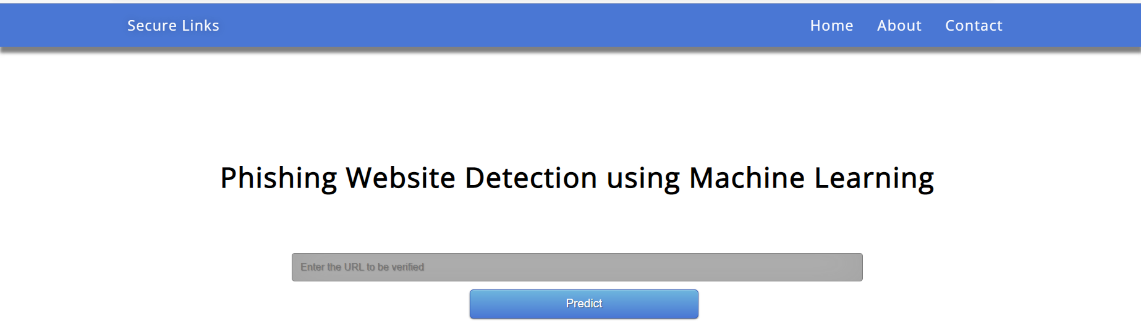 Secure Links Home About Contact
Phishing Website Detection using Machine Learning
Enter the URL to be verified
Predict